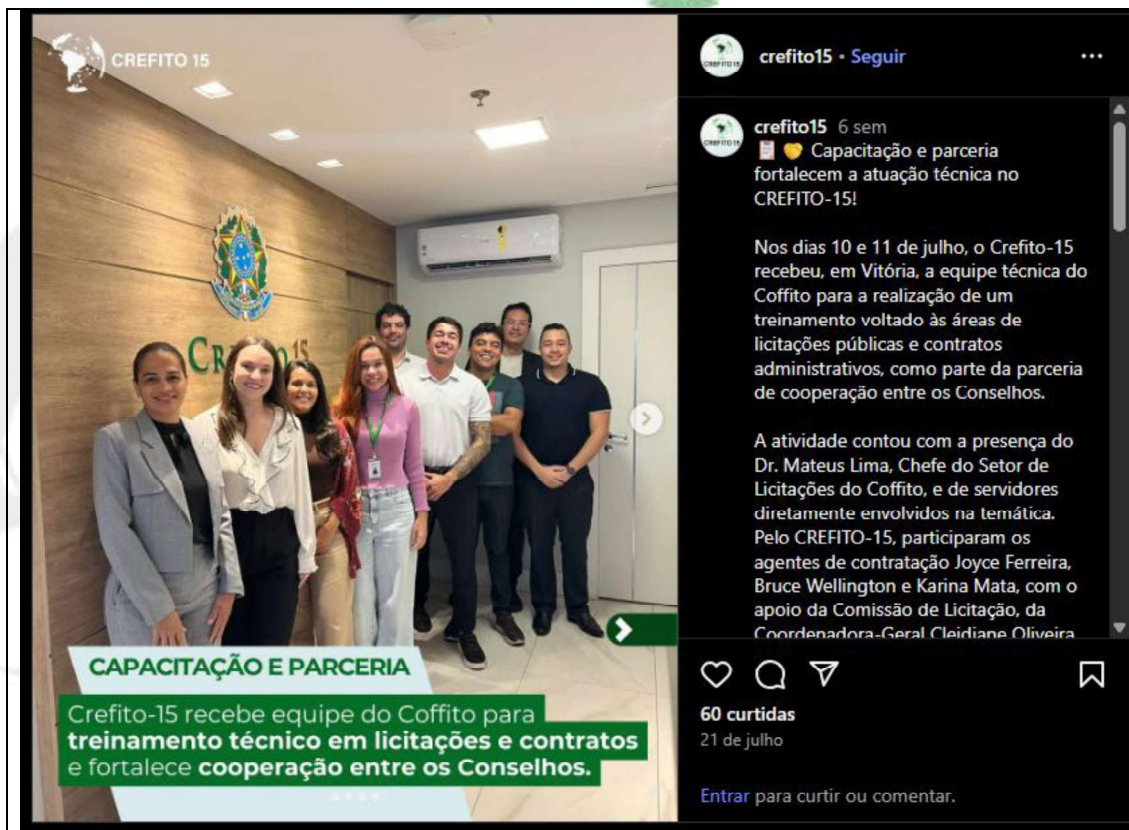 CREFITO 15
CAPACITAÇÃO E PARCERIA
Crefito-15 recebe equipe do Coffito para
treinamento técnico em licitações e contratos
e fortalece cooperação entre os Conselhos.
crefito15 • Seguir
crefito15 6 sem
Capacitação e parceria
fortalecem a atuação técnica no
CREFITO-15!
Nos dias 10 e 11 de julho, o Crefito-15
recebeu, em Vitória, a equipe técnica do
Coffito para a realização de um
treinamento voltado às áreas de
licitações públicas e contratos
administrativos, como parte da parceria
de cooperação entre os Conselhos.
A atividade contou com a presença do
Dr. Mateus Lima, Chefe do Setor de
Licitações do Coffito, e de servidores
diretamente envolvidos na temática.
Pelo CREFITO-15, participaram os
agentes de contratação Joyce Ferreira,
Bruce Wellington e Karina Mata, com o
apoio da Comissão de Licitação, da
Coordenadora-Geral Cleidiane Oliveira
60 curtidas
21 de julho
Entrar para curtir ou comentar.